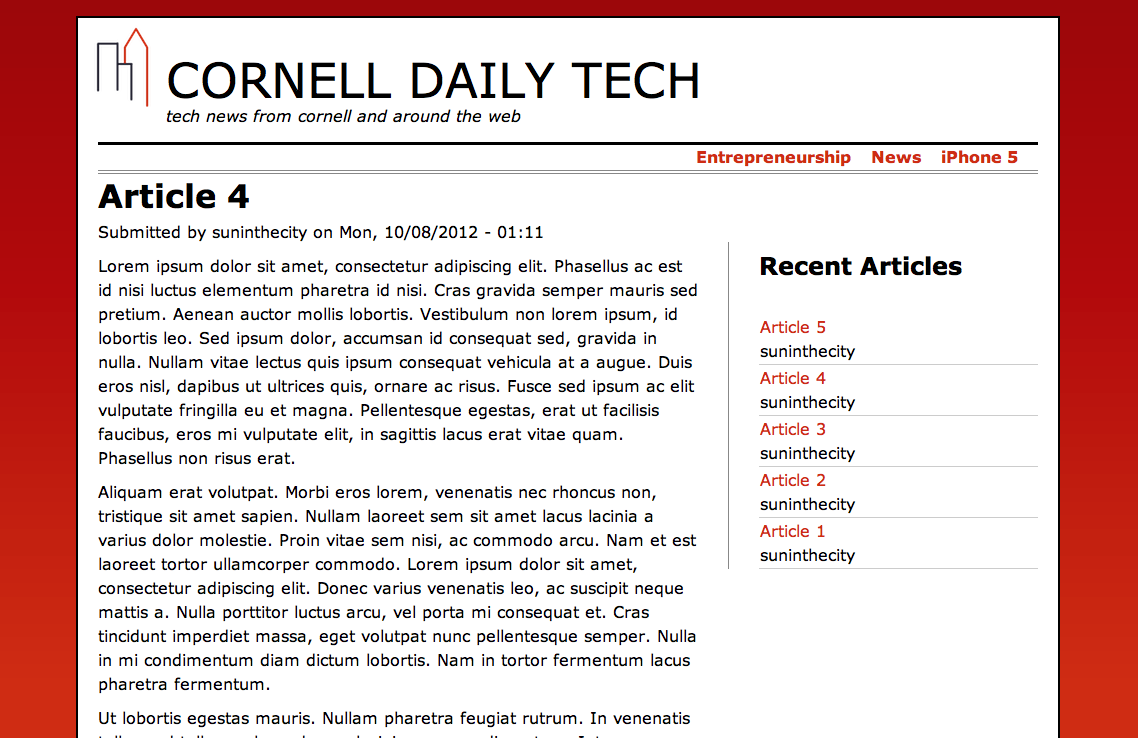 CORNELL DAILY TECH
tech news from cornell and around the web
Entrepreneurship News iPhone 5
Article 4
Submitted by suninthecity on Mon, 10/08/2012 - 01:11
Lorem ipsum dolor sit amet, consectetur adipiscing elit. Phasellus ac est
id nisi luctus elementum pharetra id nisi. Cras gravida semper mauris sed
pretium. Aenean auctor mollis lobortis. Vestibulum non lorem ipsum, id
lobortis leo. Sed ipsum dolor, accumsan id consequat sed, gravida in
nulla. Nullam vitae lectus quis ipsum consequat vehicula at a augue. Duis
eros nisl, dapibus ut ultrices quis, ornare ac risus. Fusce sed ipsum ac elit
vulputate fringilla eu et magna. Pellentesque egestas, erat ut facilisis
faucibus, eros mi vulputate elit, in sagittis lacus erat vitae quam.
Phasellus non risus erat.
Aliquam erat volutpat. Morbi eros lorem, venenatis nec rhoncus non,
tristique sit amet sapien. Nullam laoreet sem sit amet lacus lacinia a
varius dolor molestie. Proin vitae sem nisi, ac commodo arcu. Nam et est
laoreet tortor ullamcorper commodo. Lorem ipsum dolor sit amet,
consectetur adipiscing elit. Donec varius venenatis leo, ac suscipit neque
mattis a. Nulla porttitor luctus arcu, vel porta mi consequat et. Cras
tincidunt imperdiet massa, eget volutpat nunc pellentesque semper. Nulla
in mi condimentum diam dictum lobortis. Nam in tortor fermentum lacus
pharetra fermentum.
Ut lobortis egestas mauris. Nullam pharetra feugiat rutrum. In venenatis
Recent Articles
Article 5
suninthecity
Article 4
suninthecity
Article 3
suninthecity
Article 2
suninthecity
Article 1
suninthecity